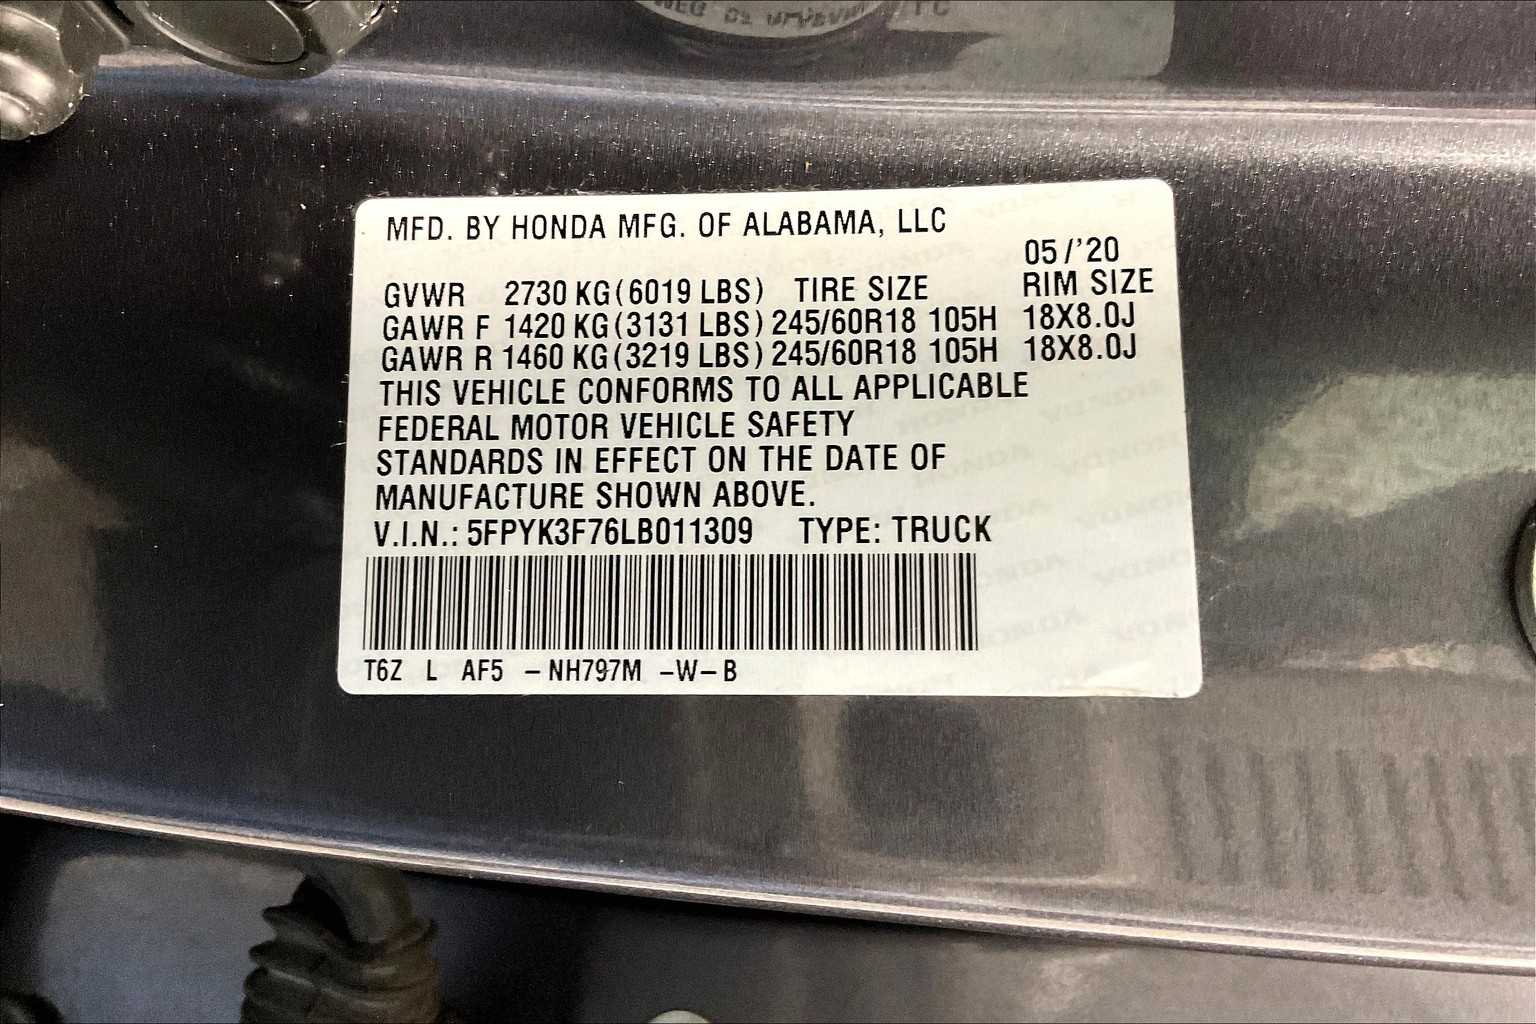 MFD. BY HONDA MFG. OF ALABAMA, LLC
05/'20
GVWR 2730 KG(6019 LBS) TIRE SIZE RIM SIZE
GAWR F 1420 KG(3131 LBS) 245/60R18 105H 18X8.0J
GAWR R 1460 KG(3219 LBS) 245/60R18 105H 18X8.0J
THIS VEHICLE CONFORMS TO ALL APPLICABLE
FEDERAL MOTOR VEHICLE SAFETY
STANDARDS IN EFFECT ON THE DATE OF
MANUFACTURE SHOWN ABOVE.
V.I.N.: 5FPYK3F76LB011309 TYPE: TRUCK
T6Z L AF5 -NH797M -W-B